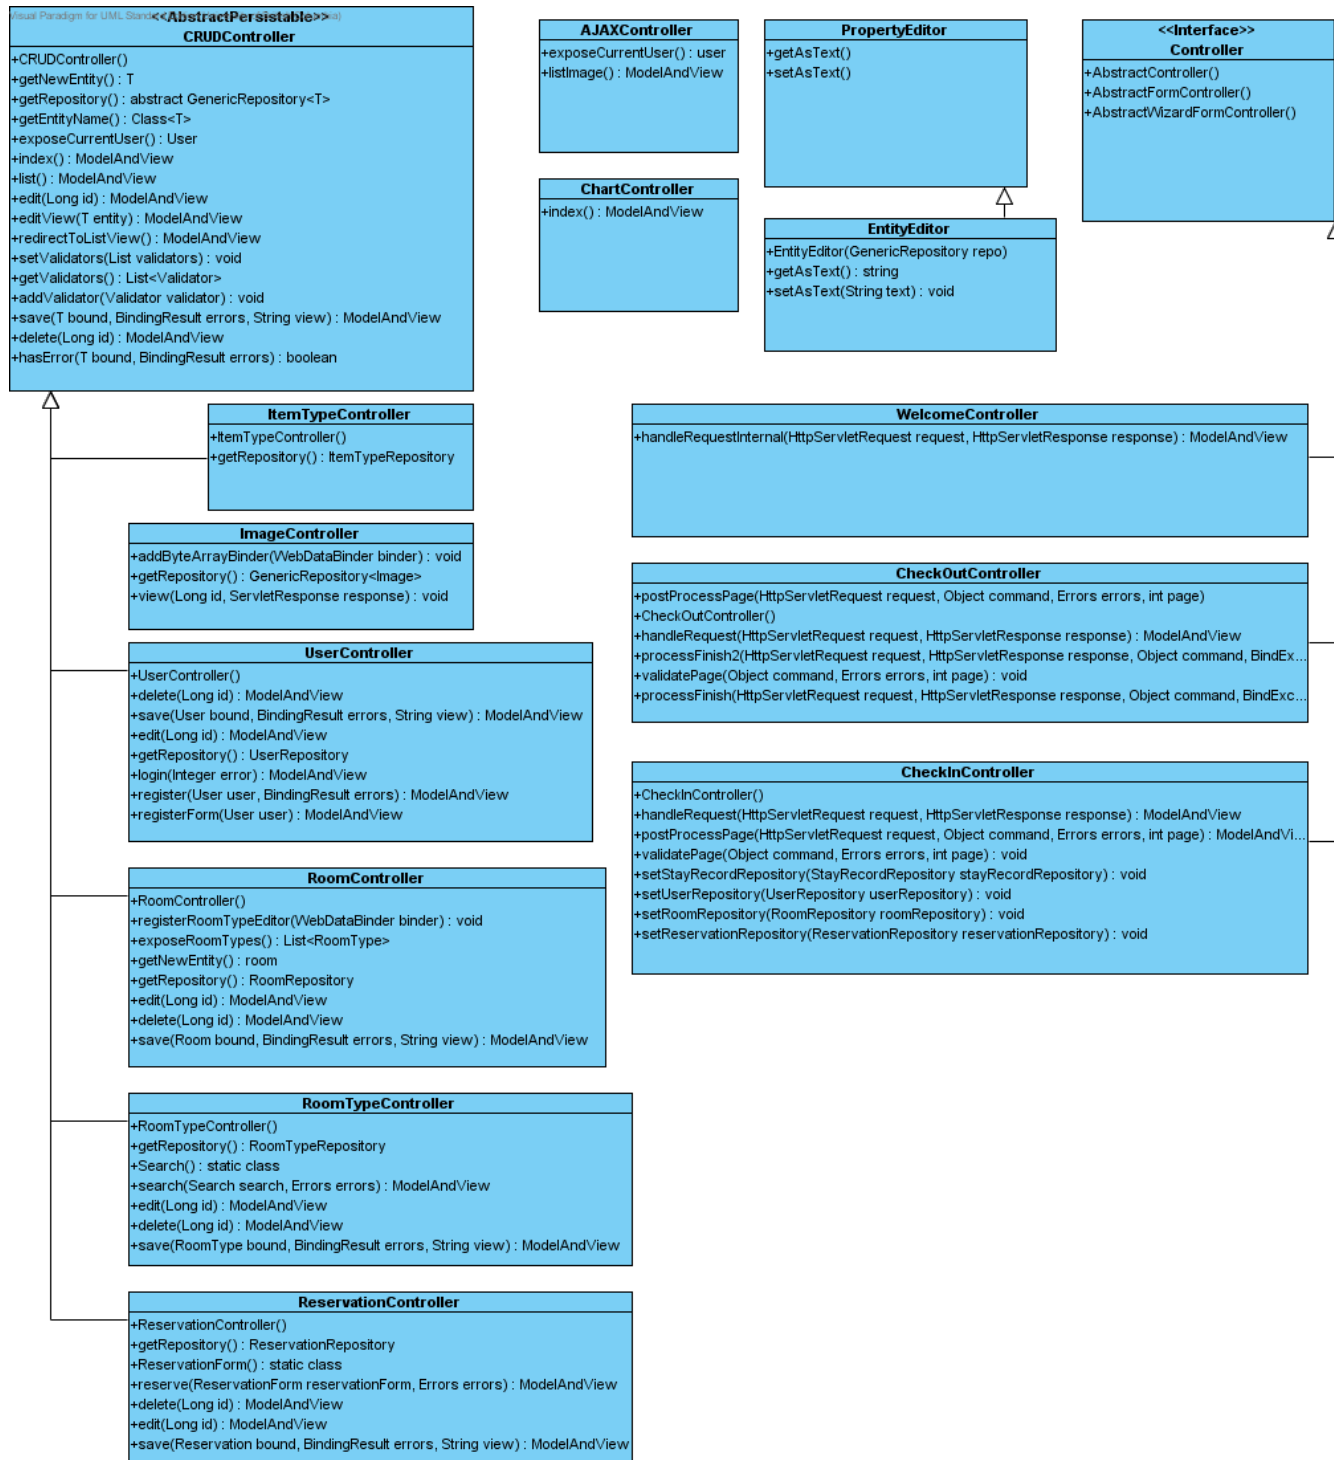 Visual Paradigm for UML Stand
<<AbstractPersistable>>
CRUDController
+CRUDController()
+getNewEntity() : T
+getRepository() : abstract GenericRepository<T>
+getEntityName() : Class<T>
+exposeCurrentUser() : User
+index() : ModelAndView
+list() : ModelAndView
+edit(Long id) : ModelAndView
+editView(T entity) : ModelAndView
+redirectToListView() : ModelAndView
+setValidators(List validators) : void
+getValidators() : List<Validator>
+addValidator(Validator validator) : void
+save(T bound, BindingResult errors, String view) : ModelAndView
+delete(Long id) : ModelAndView
+hasError(T bound, BindingResult errors) : boolean
AJAXController
+exposeCurrentUser() : user
+listImage() : ModelAndView
ChartController
+index() : ModelAndView
PropertyEditor
+getAsText()
+setAsText()
EntityEditor
+EntityEditor(GenericRepository repo)
+getAsText() : string
+setAsText(String text) : void
<<Interface>>
Controller
+AbstractController()
+AbstractFormController()
+AbstractWizardFormController()
ItemTypeController
+ItemTypeController()
+getRepository() : ItemTypeRepository
ImageController
+addByteArrayBinder(WebDataBinder binder) : void
+getRepository() : GenericRepository<Image>
+view(Long id, ServletResponse response) : void
UserController
+UserController()
+delete(Long id) : ModelAndView
+save(User bound, BindingResult errors, String view) : ModelAndView
+edit(Long id) : ModelAndView
+getRepository() : UserRepository
+login(Integer error) : ModelAndView
+register(User user, BindingResult errors) : ModelAndView
+registerForm(User user) : ModelAndView
RoomController
+RoomController()
+registerRoomTypeEditor(WebDataBinder binder) : void
+exposeRoomTypes() : List<RoomType>
+getNewEntity() : room
+getRepository() : RoomRepository
+edit(Long id) : ModelAndView
+delete(Long id) : ModelAndView
+save(Room bound, BindingResult errors, String view) : ModelAndView
RoomTypeController
+RoomTypeController()
+getRepository() : RoomTypeRepository
+Search() : static class
+search(Search search, Errors errors) : ModelAndView
+edit(Long id) : ModelAndView
+delete(Long id) : ModelAndView
+save(RoomType bound, BindingResult errors, String view) : ModelAndView
ReservationController
+ReservationController()
+getRepository() : ReservationRepository
+ReservationForm() : static class
+reserve(ReservationForm reservationForm, Errors errors) : ModelAndView
+delete(Long id) : ModelAndView
+edit(Long id) : ModelAndView
+save(Reservation bound, BindingResult errors, String view) : ModelAndView
WelcomeController
+handleRequestInternal(HttpServletRequest request, HttpServletResponse response) : ModelAndView
CheckOutController
+postProcessPage(HttpServletRequest request, Object command, Errors errors, int page)
+CheckOutController()
+handleRequest(HttpServletRequest request, HttpServletResponse response) : ModelAndView
+processFinish2(HttpServletRequest request, HttpServletResponse response, Object command, BindEx...
+validatePage(Object command, Errors errors, int page) : void
+processFinish(HttpServletRequest request, HttpServletResponse response, Object command, BindExc...
CheckInController
+CheckInController()
+handleRequest(HttpServletRequest request, HttpServletResponse response) : ModelAndView
+postProcessPage(HttpServletRequest request, Object command, Errors errors, int page) : ModelAndVi...
+validatePage(Object command, Errors errors, int page) : void
+setStayRecordRepository(StayRecordRepository stayRecordRepository) : void
+setUserRepository(UserRepository userRepository) : void
+setRoomRepository(RoomRepository roomRepository) : void
+setReservationRepository(ReservationRepository reservationRepository) : void